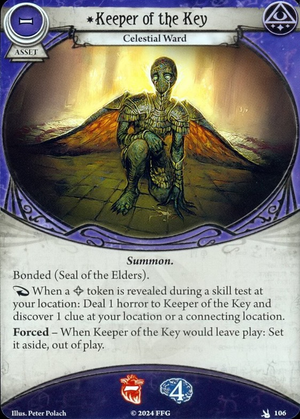 Keeper of the Key
Celestial Ward
ASSET
Summon.
Bonded (Seal of the Elders).
When a token is revealed during a skill test at
your location: Deal 1 horror to Keeper of the Key and
discover 1 clue at your location or a connecting location.
Forced – When Keeper of the Key would leave play: Set
it aside, out of play.
7
4
Illus. Peter Polach
© 2024 FFG
106